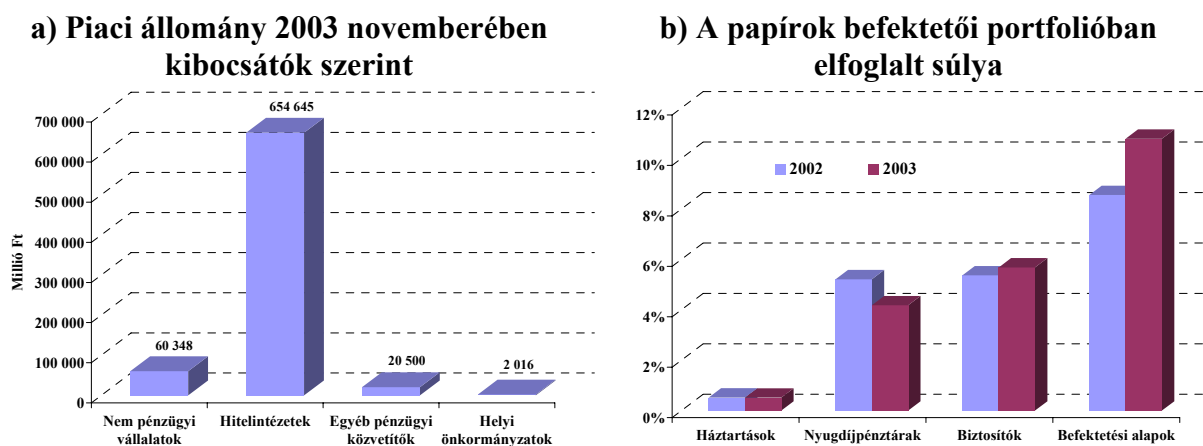 a) Piaci állomány 2003 novemberében
kibocsátók szerint
654 645
700 000
600 000
500 000
400 000
300 000
200 000
100 000
0
Millió Ft
60 348
20 500
2 016
Nem pénzügyi
vállalatok
Hitelintézetek
Egyéb pénzügyi
közvetítők
Helyi
önkormányzatok
b) A papírok befektetői portfolióban
elfoglalt súlya
12%
10%
8%
6%
4%
2%
0%
2002
2003
Háztartások
Nyugdíjpénztárak
Biztosítók
Befektetési alapok